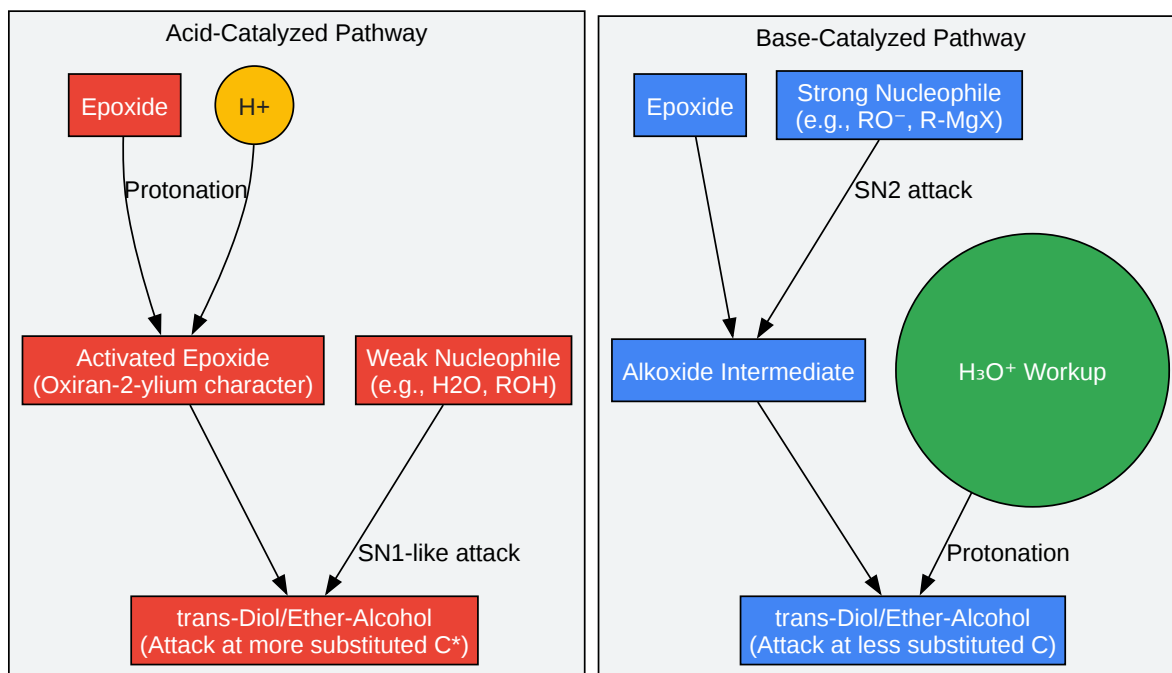 Acid-Catalyzed Pathway
Epoxide
H+
Protonation
Activated Epoxide
(Oxiran-2-ylium character)
Weak Nucleophile
(e.g., H2O, ROH)
SN1-like attack
trans-Diol/Ether-Alcohol
(Attack at more substituted C*)
Base-Catalyzed Pathway
Epoxide
Strong Nucleophile
(e.g., RO⁻, R-MgX)
SN2 attack
Alkoxide Intermediate
H₃O⁺ Workup
Protonation
trans-Diol/Ether-Alcohol
(Attack at less substituted C)